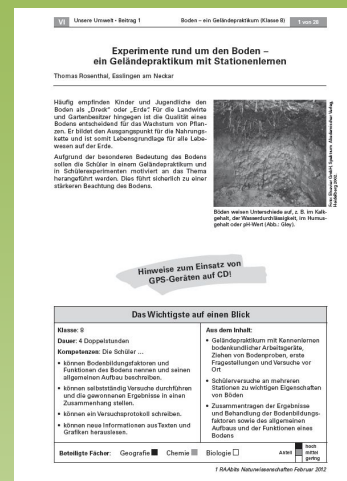 VI Unsere Umwelt • Beitrag 1 Boden – ein Geländepraktikum (Klasse 8) 1 von 28
Experimente rund um den Boden –
ein Geländepraktikum mit Stationenlernen
Thomas Rosenthal, Esslingen am Neckar
Häufig empfinden Kinder und Jugendliche den
Boden als „Dreck“ oder „Erde“. Für die Landwirte
und Gartenbesitzer hingegen ist die Qualität eines
Bodens entscheidend für das Wachstum von Pflan-
zen. Er bildet den Ausgangspunkt für die Nahrungs-
kette und ist somit Lebensgrundlage für alle Lebe-
wesen auf der Erde.
Aufgrund der besonderen Bedeutung des Bodens
sollen die Schüler in einem Geländepraktikum und
in Schülerexperimenten motiviert an das Thema
herangeführt werden. Dies führt sicherlich zu einer
stärkeren Beachtung des Bodens.
Böden weisen Unterschiede auf, z. B. im Kalk-
gehalt, der Wasserdurchlässigkeit, im Humus-
gehalt oder pH-Wert (Abb.: Gley).
Hinweise zum Einsatz von
GPS-Geräten auf CD!
Das Wichtigste auf einen Blick
Klasse: 8
Dauer: 4 Doppelstunden
Kompetenzen: Die Schüler …
• können Bodenbildungsfaktoren und
Funktionen des Bodens nennen und seinen
allgemeinen Aufbau beschreiben.
• können selbstständig Versuche durchführen
und die gewonnenen Ergebnisse in einen
Zusammenhang stellen.
• können ein Versuchsprotokoll schreiben.
• können neue Informationen aus Texten und
Grafiken herauslesen.
Aus dem Inhalt:
• Geländepraktikum mit Kennenlernen
bodenkundlicher Arbeitsgeräte,
Ziehen von Bodenproben, erste
Fragestellungen und Versuche vor
Ort
• Schülerversuche an mehreren
Stationen zu wichtigen Eigenschaften
von Böden
• Zusammentragen der Ergebnisse
und Behandlung der Bodenbildungs-
faktoren sowie des allgemeinen
Aufbaus und der Funktionen eines
Bodens
Beteiligte Fächer: Geografie Chemie Biologie Anteil hoch
mittel
gering
1 RAAbits Naturwissenschaften Februar 2012